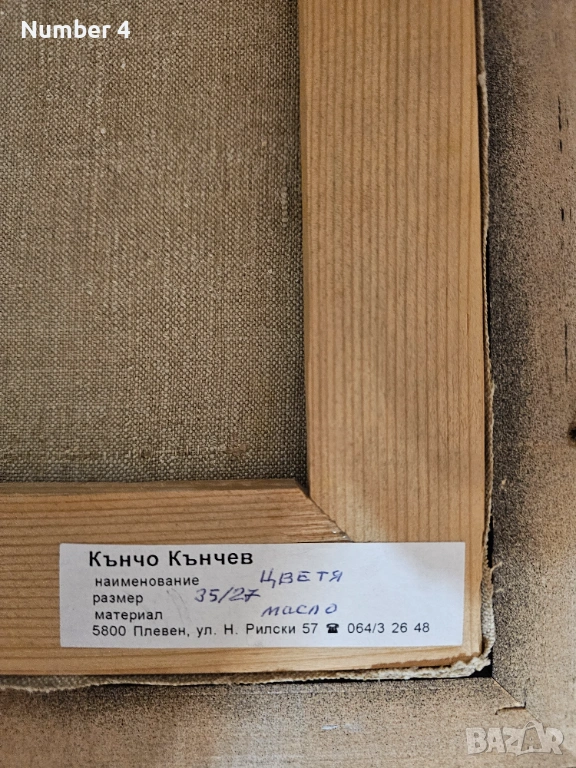 Number 4
Кънчо Кънчев
наименование ЦВЕТЯ
размер 35/27
материал масло
5800 Плевен, ул. Н. Рилски 57 ☎ 064/3 26 48
BAZAR